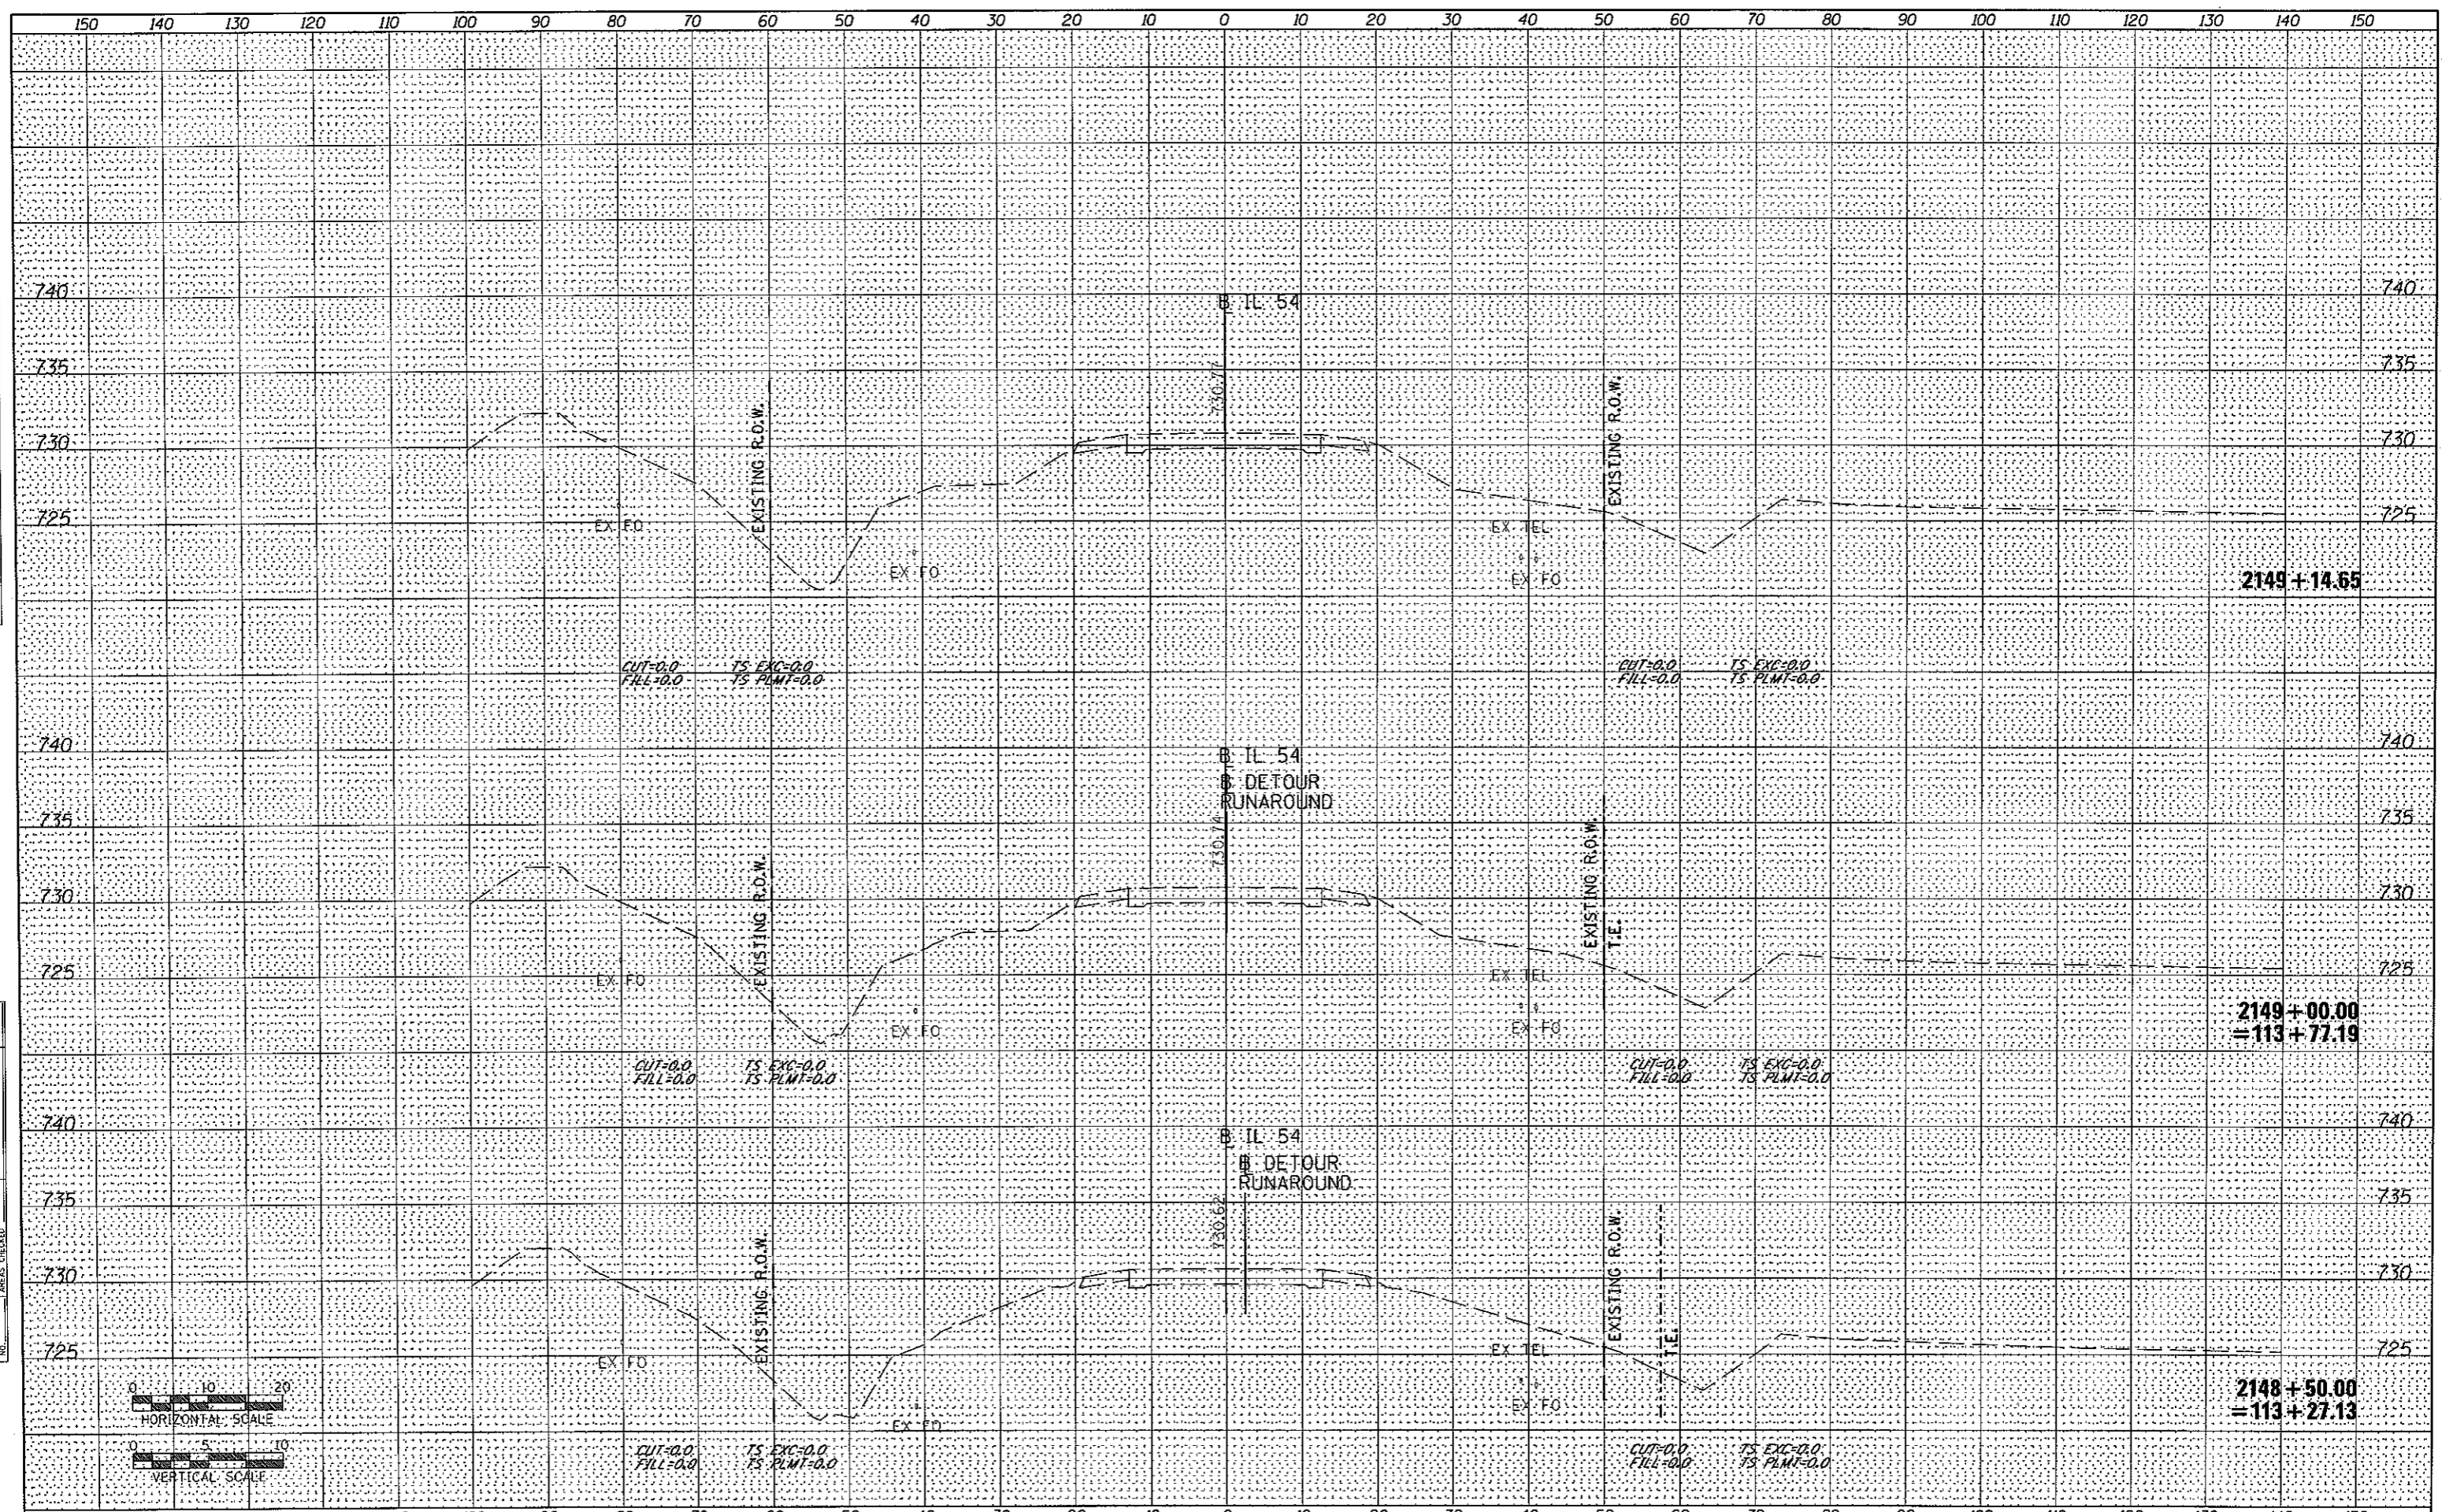 150 140 130 120 110 100 90 80 70 60 50 40 30 20 10 0 10 20 30 40 50 60 70 80 90 100 110 120 130 140 150
740 B IL 54 740
735 730.77 735
EXISTING R.O.W. EXISTING R.O.W.
730 730
725 EX FO EX TEL 725
EX FO EX FO
2149+14.65
CUT=0.0 TS EXC=0.0 CUT=0.0 TS EXC=0.0
FILL=0.0 TS PLMT=0.0 FILL=0.0 TS PLMT=0.0
740 B IL 54 740
B DETOUR
RUNAROUND
735 730.74 735
EXISTING R.O.W. EXISTING R.O.W.
730 730
T.E.
725 EX FO EX TEL 725
EX FO EX FO
2149+00.00
=113+77.19
CUT=0.0 TS EXC=0.0 CUT=0.0 TS EXC=0.0
FILL=0.0 TS PLMT=0.0 FILL=0.0 TS PLMT=0.0
740 B IL 54 740
B DETOUR
RUNAROUND
735 730.62 735
EXISTING R.O.W. EXISTING R.O.W.
730 730
T.E.
725 EX FO EX TEL 725
EX FO EX FO
2148+50.00
=113+27.13
0 10 20
HORIZONTAL SCALE
0 5 10
VERTICAL SCALE
CUT=0.0 TS EXC=0.0 CUT=0.0 TS EXC=0.0
FILL=0.0 TS PLMT=0.0 FILL=0.0 TS PLMT=0.0
AREAS CHECKED
NO.